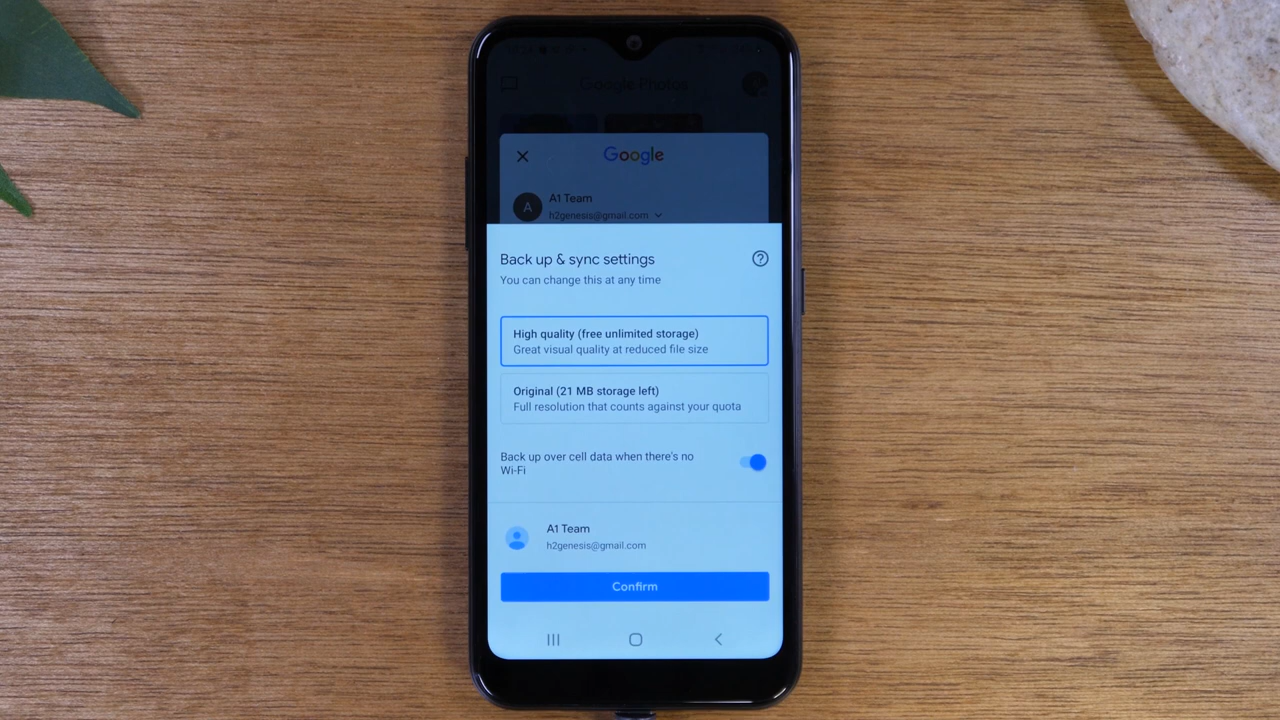 Google Photos
Google
A
A1 Team
h2genesis@gmail.com
Back up & sync settings
You can change this at any time
High quality (free unlimited storage)
Great visual quality at reduced file size
Original (21 MB storage left)
Full resolution that counts against your quota
Back up over cell data when there's no
Wi-Fi
A1 Team
h2genesis@gmail.com
Confirm